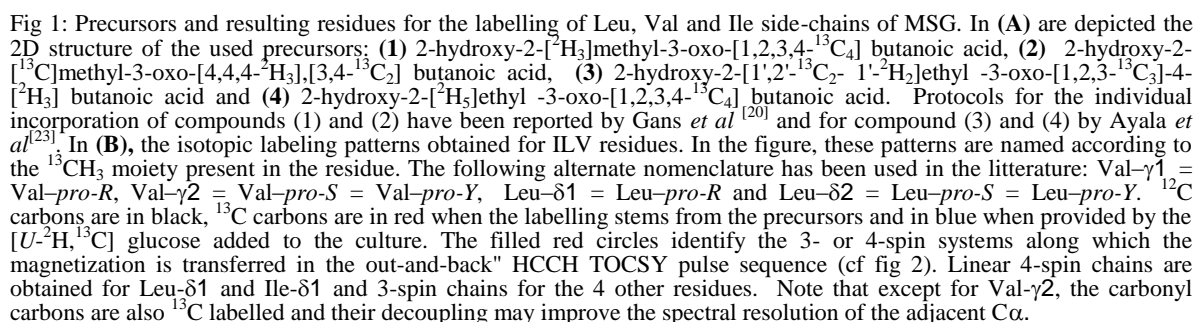 Fig 1: Precursors and resulting residues for the labelling of Leu, Val and Ile side-chains of MSG. In (A) are depicted the
2D structure of the used precursors: (1) 2-hydroxy-2-[²H₃]methyl-3-oxo-[1,2,3,4-¹³C₄] butanoic acid, (2) 2-hydroxy-2-
[¹³C]methyl-3-oxo-[4,4,4-²H₃],[3,4-¹³C₂] butanoic acid, (3) 2-hydroxy-2-[1',2'-¹³C₂- 1'-²H₂]ethyl -3-oxo-[1,2,3-¹³C₃]-4-
[²H₃] butanoic acid and (4) 2-hydroxy-2-[²H₅]ethyl -3-oxo-[1,2,3,4-¹³C₄] butanoic acid. Protocols for the individual
incorporation of compounds (1) and (2) have been reported by Gans et al [20] and for compound (3) and (4) by Ayala et
al[23]. In (B), the isotopic labeling patterns obtained for ILV residues. In the figure, these patterns are named according to
the ¹³CH₃ moiety present in the residue. The following alternate nomenclature has been used in the litterature: Val–γ1 =
Val–pro-R, Val–γ2 = Val–pro-S = Val–pro-Y, Leu–δ1 = Leu–pro-R and Leu–δ2 = Leu–pro-S = Leu–pro-Y. ¹²C
carbons are in black, ¹³C carbons are in red when the labelling stems from the precursors and in blue when provided by the
[U-²H,¹³C] glucose added to the culture. The filled red circles identify the 3- or 4-spin systems along which the
magnetization is transferred in the out-and-back" HCCH TOCSY pulse sequence (cf fig 2). Linear 4-spin chains are
obtained for Leu-δ1 and Ile-δ1 and 3-spin chains for the 4 other residues. Note that except for Val-γ2, the carbonyl
carbons are also ¹³C labelled and their decoupling may improve the spectral resolution of the adjacent Cα.